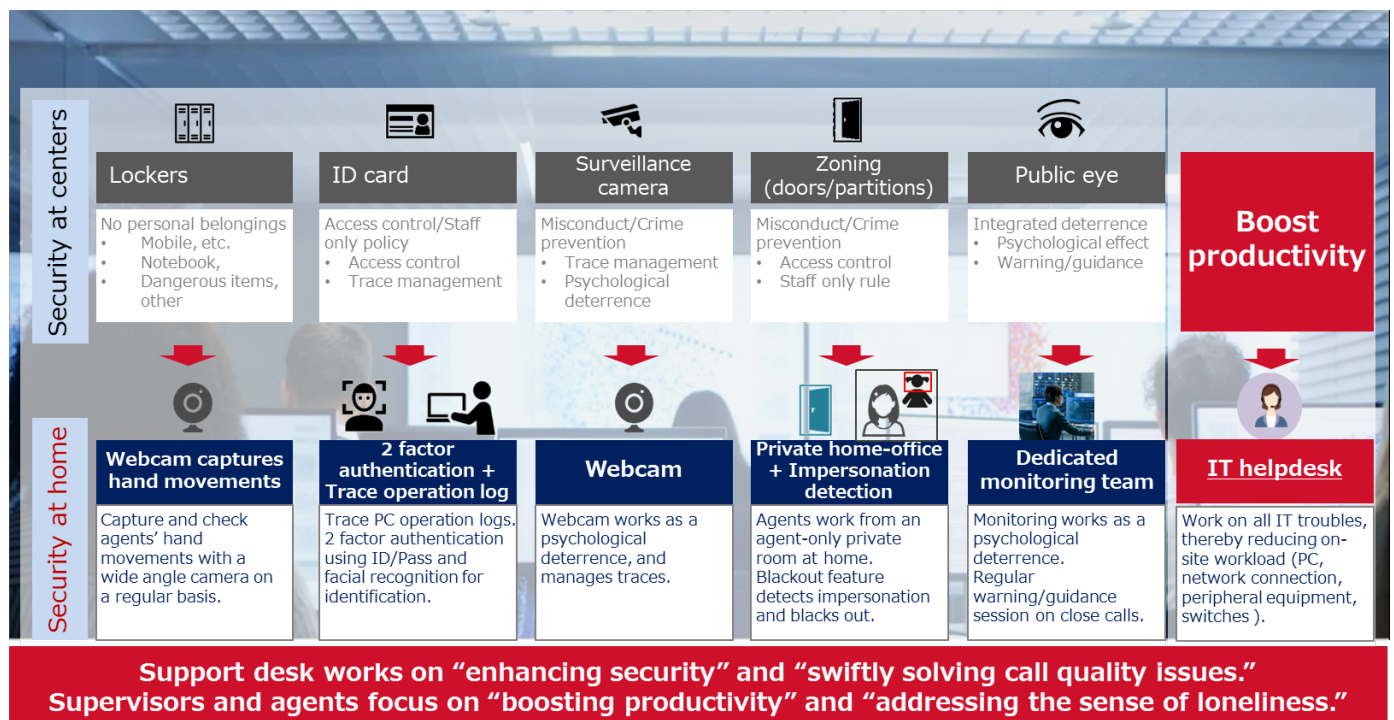 Security at centers
Lockers
No personal belongings
• Mobile, etc.
• Notebook,
• Dangerous items,
other
ID card
Access control/Staff
only policy
• Access control
• Trace management
Surveillance
camera
Misconduct/Crime
prevention
• Trace management
• Psychological
deterrence
Zoning
(doors/partitions)
Misconduct/Crime
prevention
• Access control
• Staff only rule
Public eye
Integrated deterrence
• Psychological effect
• Warning/guidance
Boost
productivity
Security at home
Webcam captures
hand movements
Capture and check
agents’ hand
movements with a
wide angle camera on
a regular basis.
2 factor
authentication +
Trace operation log
Trace PC operation logs.
2 factor authentication
using ID/Pass and
facial recognition for
identification.
Webcam
Webcam works as a
psychological
deterrence, and
manages traces.
Private home-office
+ Impersonation
detection
Agents work from an
agent-only private
room at home.
Blackout feature
detects impersonation
and blacks out.
Dedicated
monitoring team
Monitoring works as a
psychological
deterrence.
Regular
warning/guidance
session on close calls.
IT helpdesk
Work on all IT troubles,
thereby reducing on-
site workload (PC,
network connection,
peripheral equipment,
switches ).
Support desk works on “enhancing security” and “swiftly solving call quality issues.”
Supervisors and agents focus on “boosting productivity” and “addressing the sense of loneliness.”